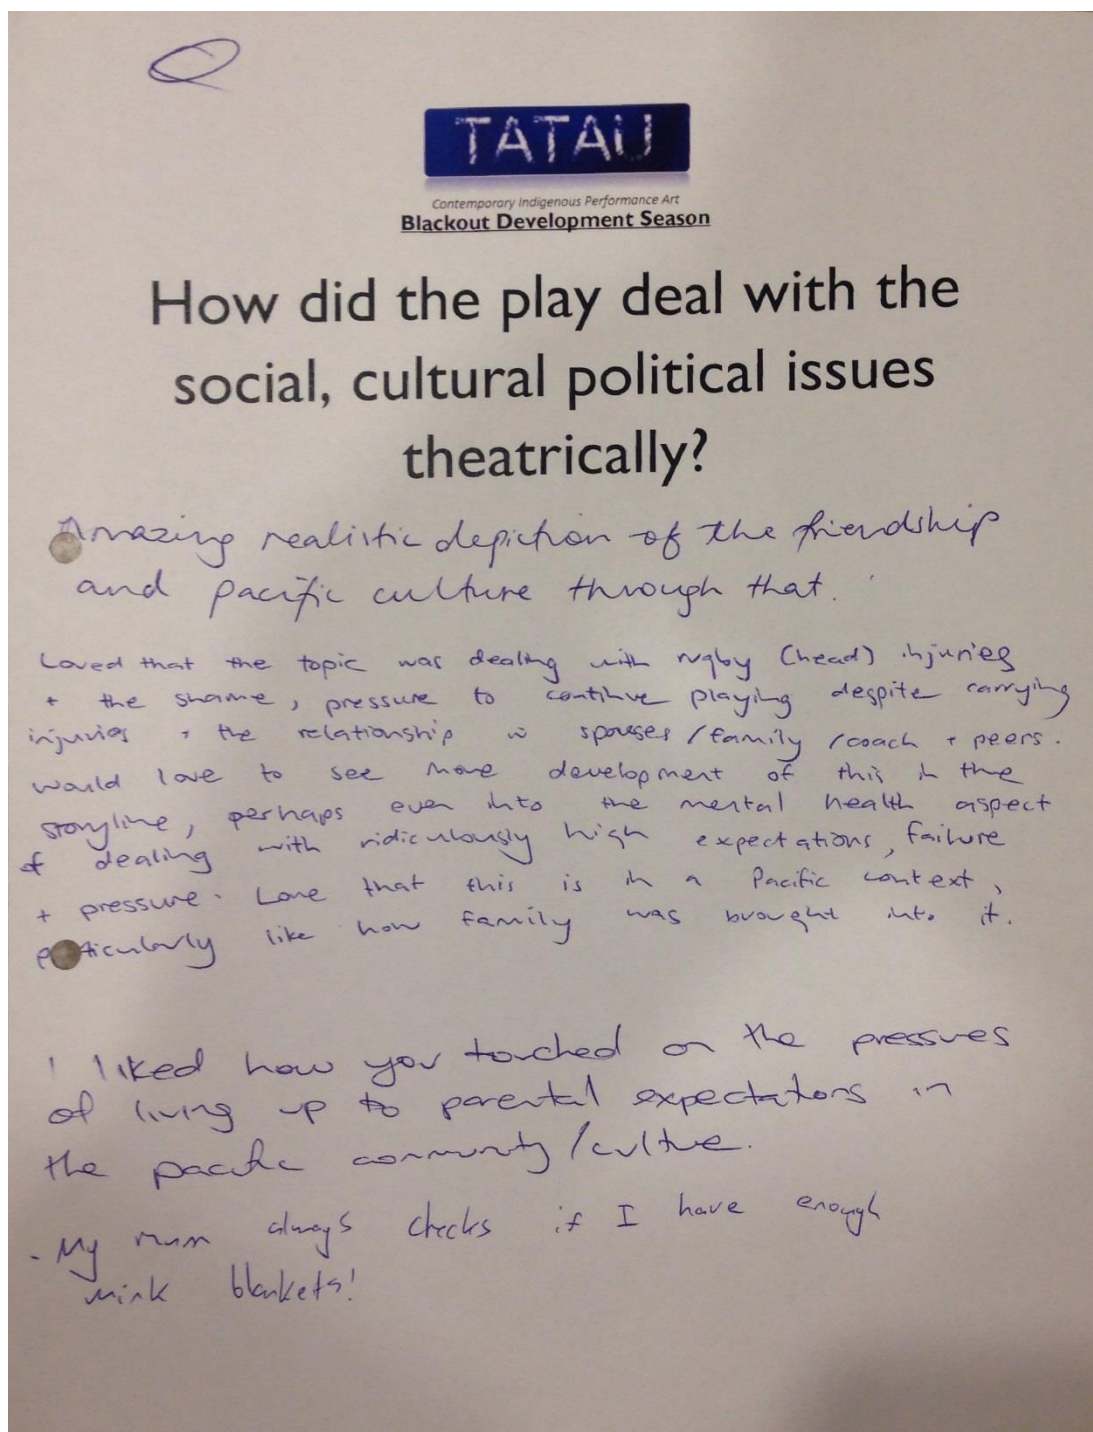 TATAU
Contemporary Indigenous Performance Art
Blackout Development Season
How did the play deal with the
social, cultural political issues
theatrically?
Amazing realistic depiction of the friendship
and pacific culture through that.
Loved that the topic was dealing with rugby (head) injuries
+ the shame, pressure to continue playing despite carrying
injuries + the relationship w spouses/family/coach + peers.
would love to see more development of this in the
storyline, perhaps even into the mental health aspect
of dealing with ridiculously high expectations, failure
+ pressure. Love that this is in a Pacific context,
particularly like how family was brought into it.
I liked how you touched on the pressures
of living up to parental expectations in
the pacific community/culture.
- My mum always checks if I have enough
mink blankets!